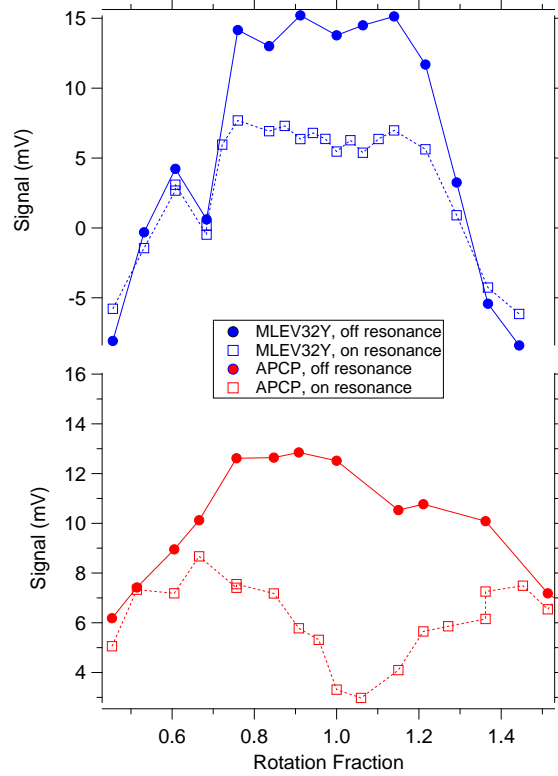 15
10
5
0
-5
Signal (mV)
MLEV32Y, off resonance
MLEV32Y, on resonance
APCP, off resonance
APCP, on resonance
16
14
12
10
8
6
4
Signal (mV)
0.6 0.8 1.0 1.2 1.4
Rotation Fraction